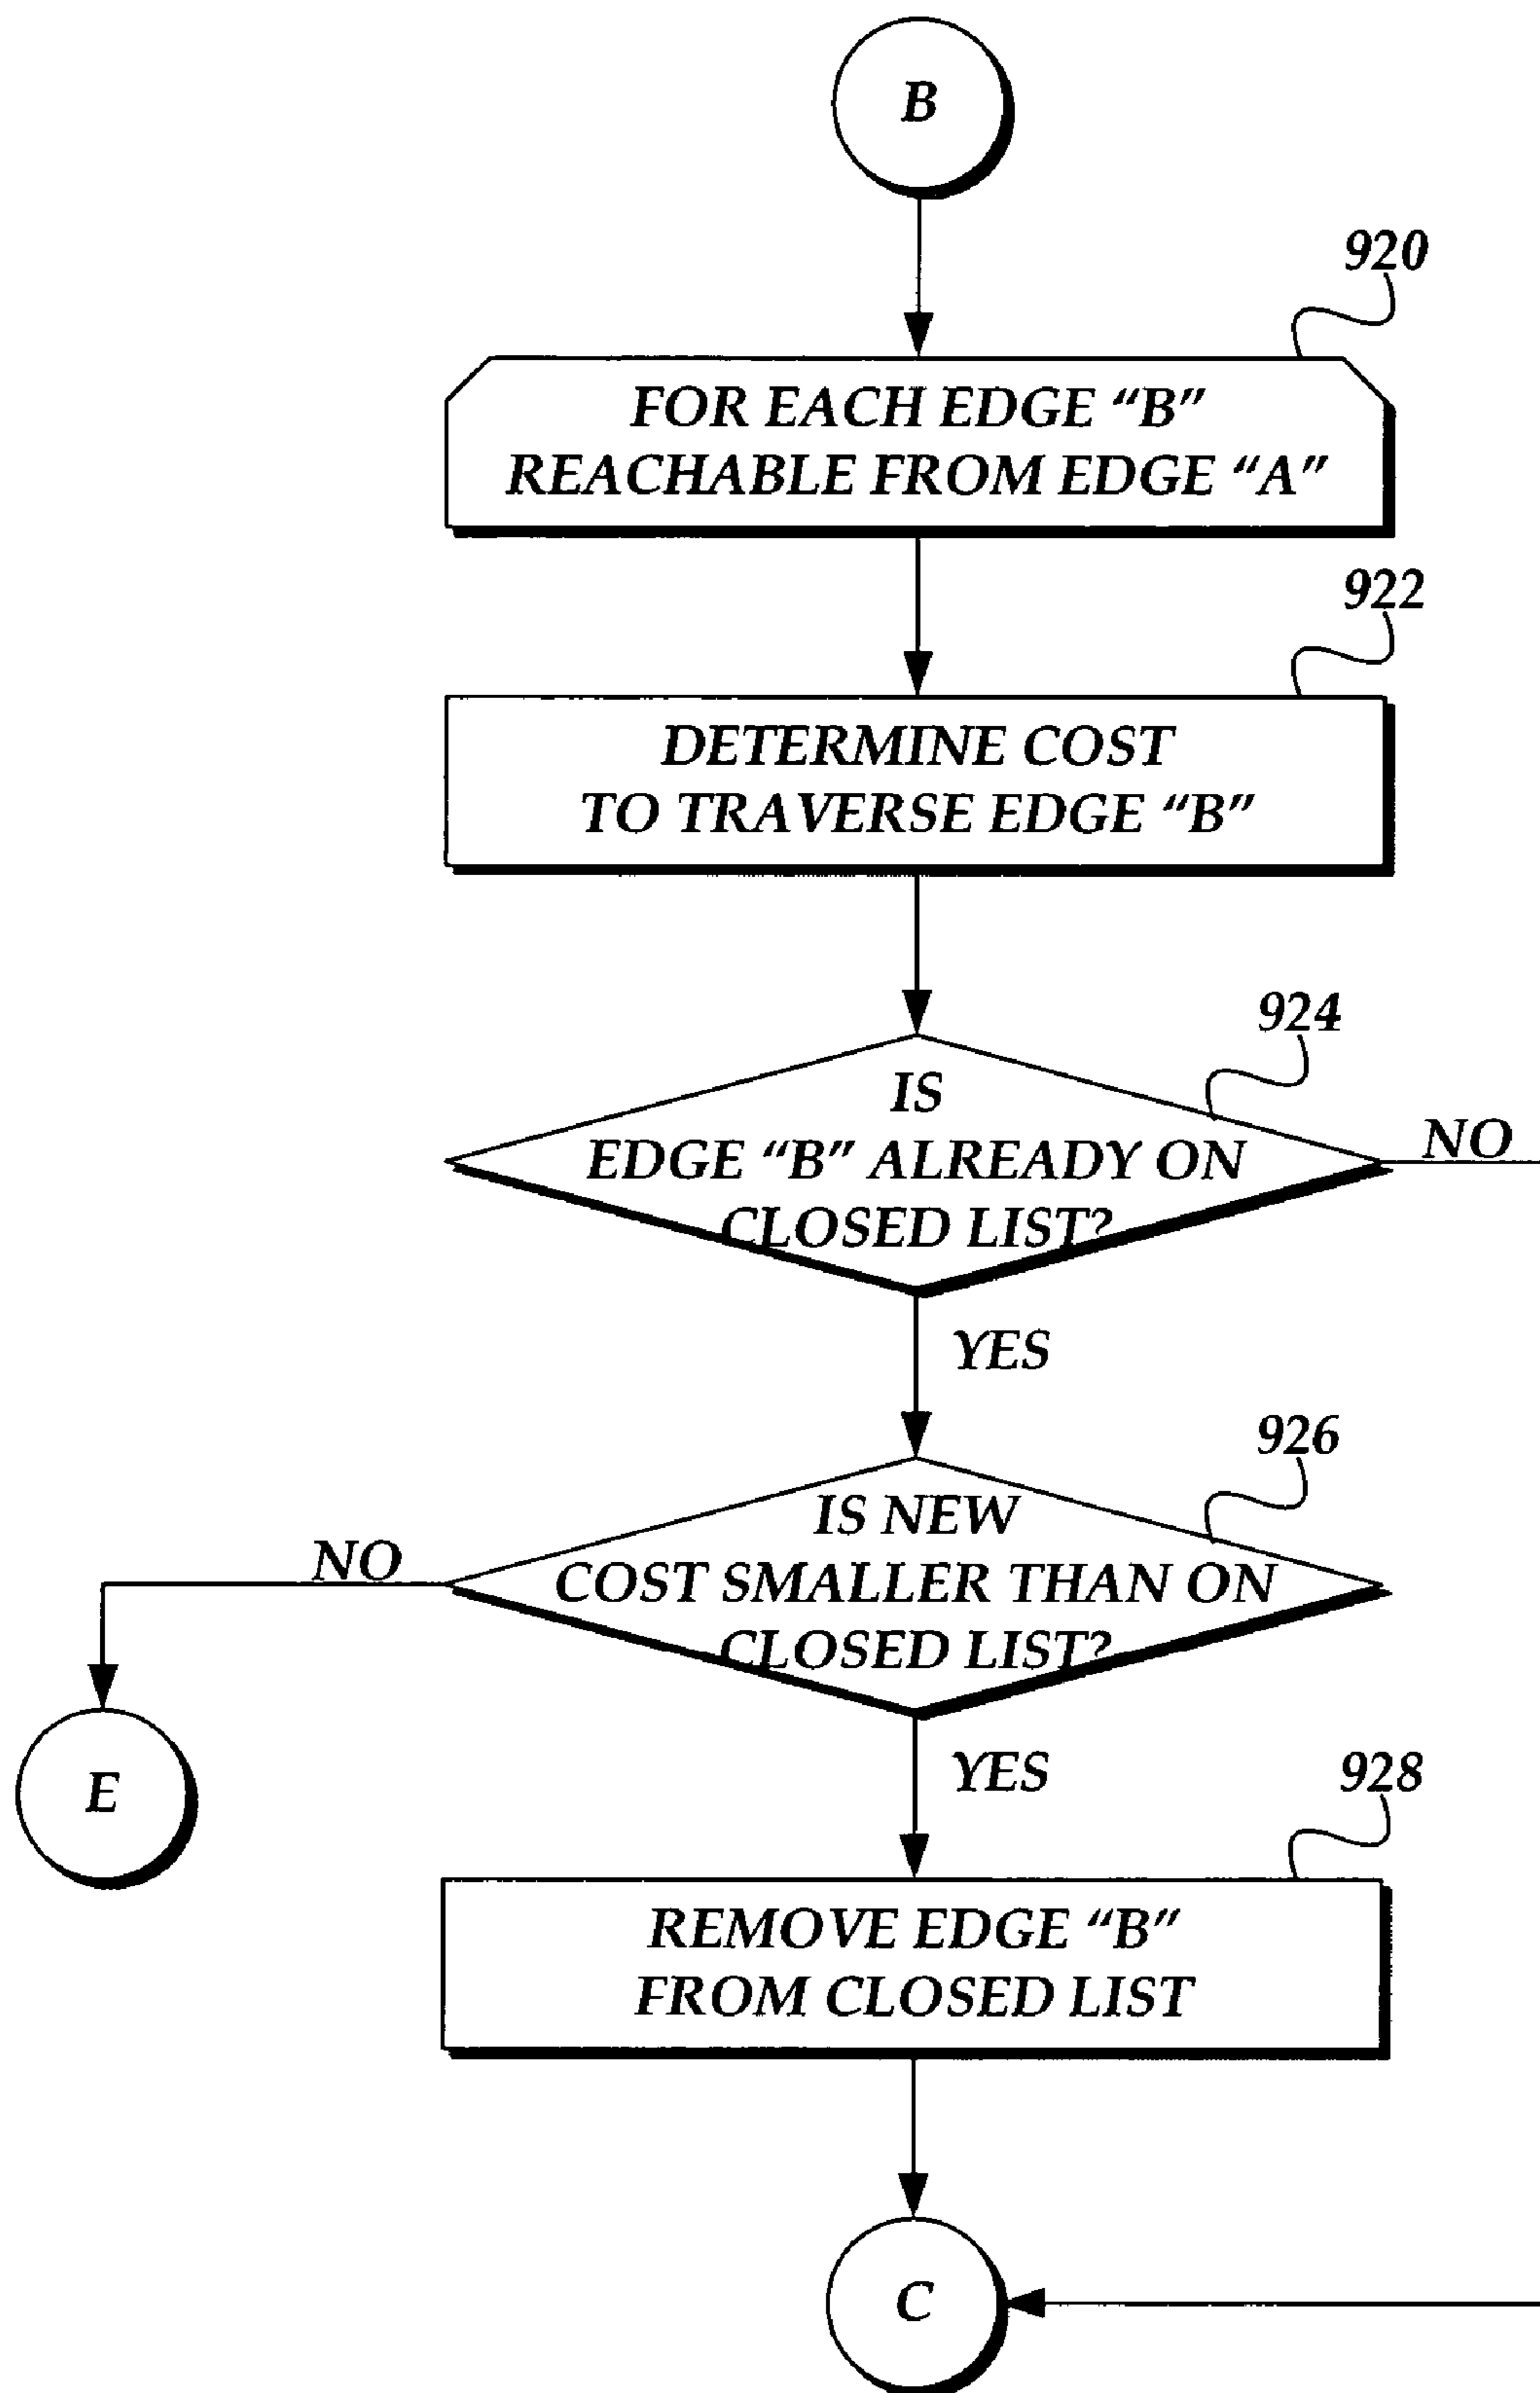 B
920
FOR EACH EDGE “B”
REACHABLE FROM EDGE “A”
922
DETERMINE COST
TO TRAVERSE EDGE “B”
924
IS
EDGE “B” ALREADY ON
CLOSED LIST?
NO
YES
926
IS NEW
COST SMALLER THAN ON
CLOSED LIST?
NO
E
YES
928
REMOVE EDGE “B”
FROM CLOSED LIST
C